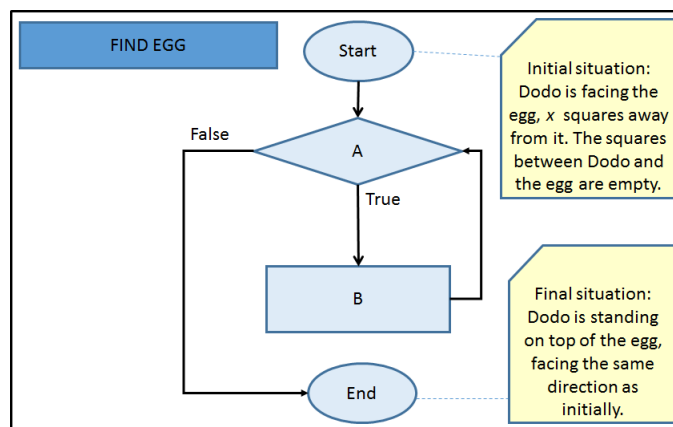 FIND EGG
Start
Initial situation:
Dodo is facing the
egg, x squares away
from it. The squares
between Dodo and
the egg are empty.
False
A
True
B
Final situation:
Dodo is standing
on top of the egg,
facing the same
direction as
initially.
End